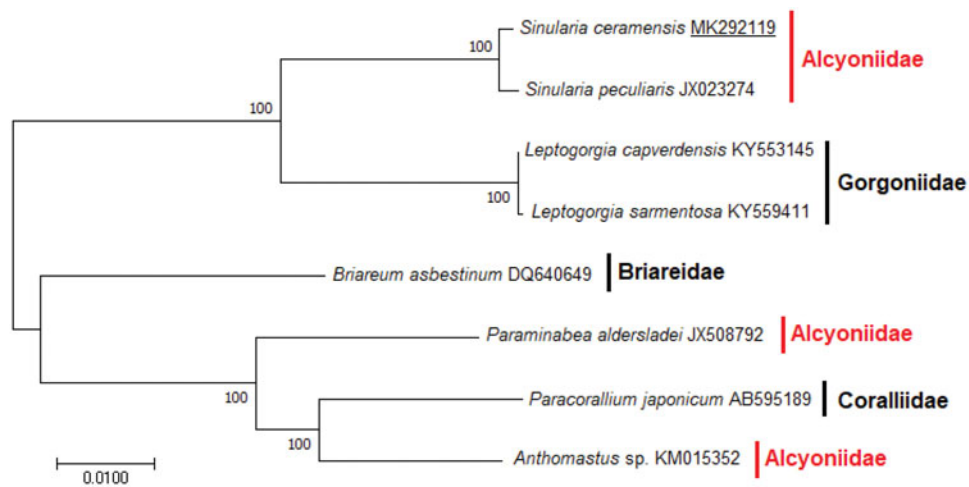 100
Sinularia ceramensis MK292119
Alcyoniidae
Sinularia peculiaris JX023274
100
Leptogorgia capverdensis KY553145
Gorgoniidae
100
Leptogorgia sarmentosa KY559411
Briareum asbestinum DQ640649
Briareidae
Paraminabea aldersladei JX508792
Alcyoniidae
100
Paracorallium japonicum AB595189
Coralliidae
100
Anthomastus sp. KM015352
Alcyoniidae
0.0100